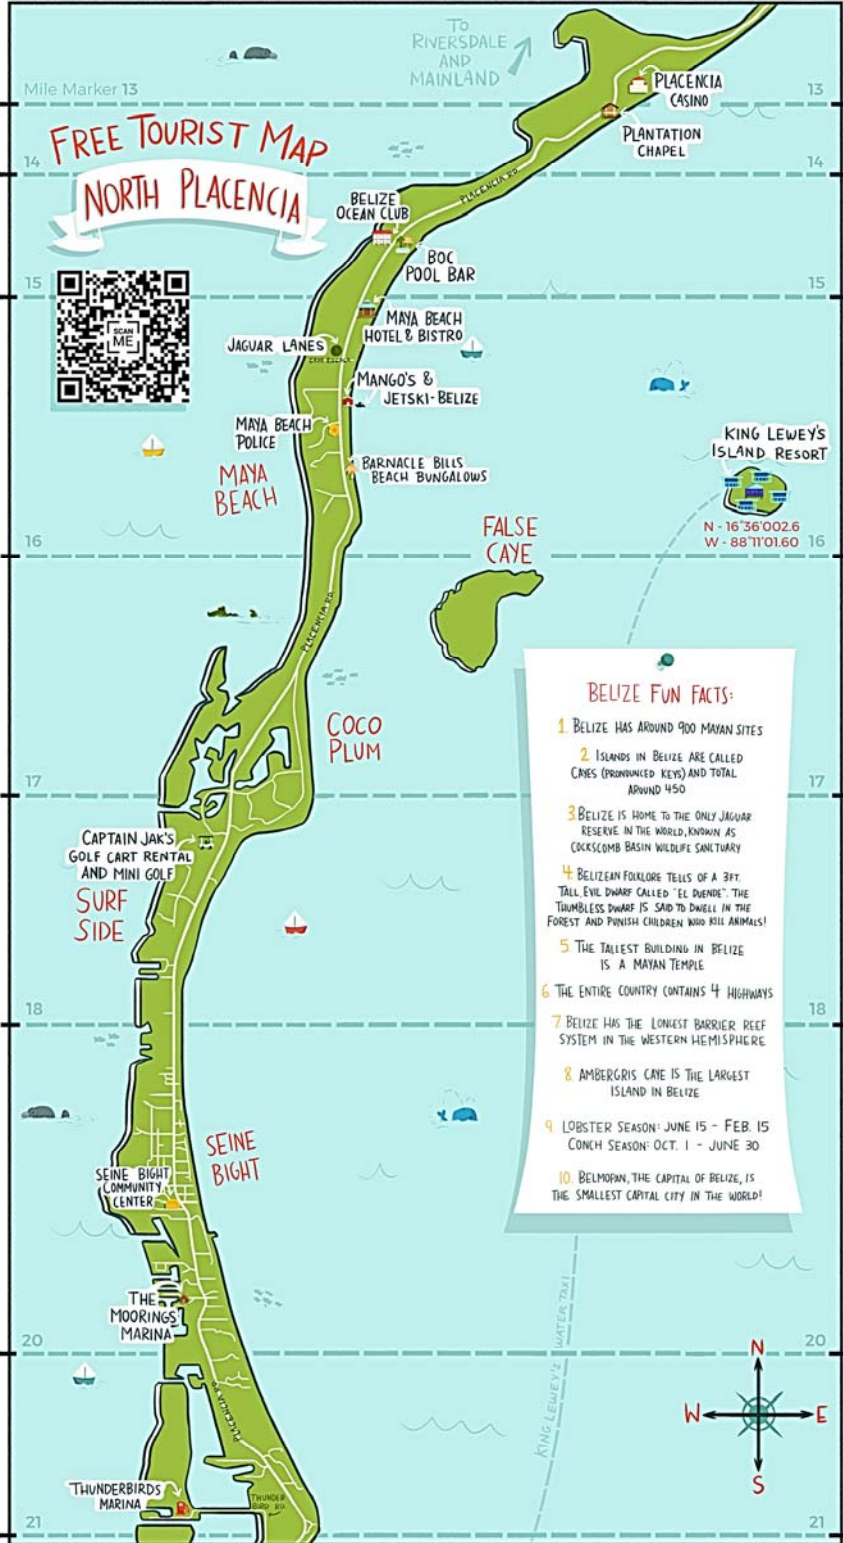 TO
RIVERSDALE
AND
MAINLAND
Mile Marker 13
13
PLACENCIA
CASINO
PLANTATION
CHAPEL
FREE TOURIST MAP
NORTH PLACENCIA
14
14
PLACENCIA RD
BELIZE
OCEAN CLUB
BOC
POOL BAR
15
15
SCAN
ME
MAYA BEACH
HOTEL & BISTRO
JAGUAR LANES
MANGO'S &
JETSKI-BELIZE
MAYA BEACH
POLICE
BARNACLE BILLS
BEACH BUNGALOWS
MAYA
BEACH
KING LEWEY'S
ISLAND RESORT
N - 16°36'002.6
W - 88°11'01.60
FALSE
CAYE
16
16
PLACENCIA RD
COCO
PLUM
17
17
CAPTAIN JAK'S
GOLF CART RENTAL
AND MINI GOLF
SURF
SIDE
BELIZE FUN FACTS:
1. BELIZE HAS AROUND 900 MAYAN SITES
2 ISLANDS IN BELIZE ARE CALLED
CAYES (PRONOUNCED KEYS) AND TOTAL
AROUND 450
3. BELIZE IS HOME TO THE ONLY JAGUAR
RESERVE IN THE WORLD, KNOWN AS
COCKSCOMB BASIN WILDLIFE SANCTUARY
4. BELIZEAN FOLKLORE TELLS OF A 3FT.
TALL, EVIL DWARF CALLED "EL DUENDE". THE
THUMBLESS DWARF IS SAID TO DWELL IN THE
FOREST AND PUNISH CHILDREN WHO KILL ANIMALS!
5. THE TALLEST BUILDING IN BELIZE
IS A MAYAN TEMPLE
6 THE ENTIRE COUNTRY CONTAINS 4 HIGHWAYS
7 BELIZE HAS THE LONGEST BARRIER REEF
SYSTEM IN THE WESTERN HEMISPHERE
8. AMBERGRIS CAYE IS THE LARGEST
ISLAND IN BELIZE
9. LOBSTER SEASON: JUNE 15 - FEB. 15
CONCH SEASON: OCT. 1 - JUNE 30
10. BELMOPAN, THE CAPITAL OF BELIZE, IS
THE SMALLEST CAPITAL CITY IN THE WORLD!
18
18
SEINE
BIGHT
SEINE BIGHT
COMMUNITY
CENTER
THE
MOORINGS
MARINA
KING LEWEY'S WATER TAXI
20
20
PLACENCIA RD
N
W
E
S
THUNDERBIRDS
MARINA
THUNDER
BIRD RD.
21
21